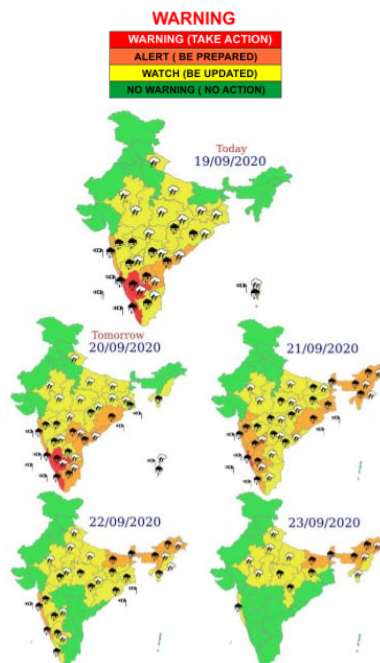 WARNING
WARNING (TAKE ACTION)
ALERT ( BE PREPARED)
WATCH (BE UPDATED)
NO WARNING ( NO ACTION)
Today
19/09/2020
Tomorrow
20/09/2020
21/09/2020
22/09/2020
23/09/2020